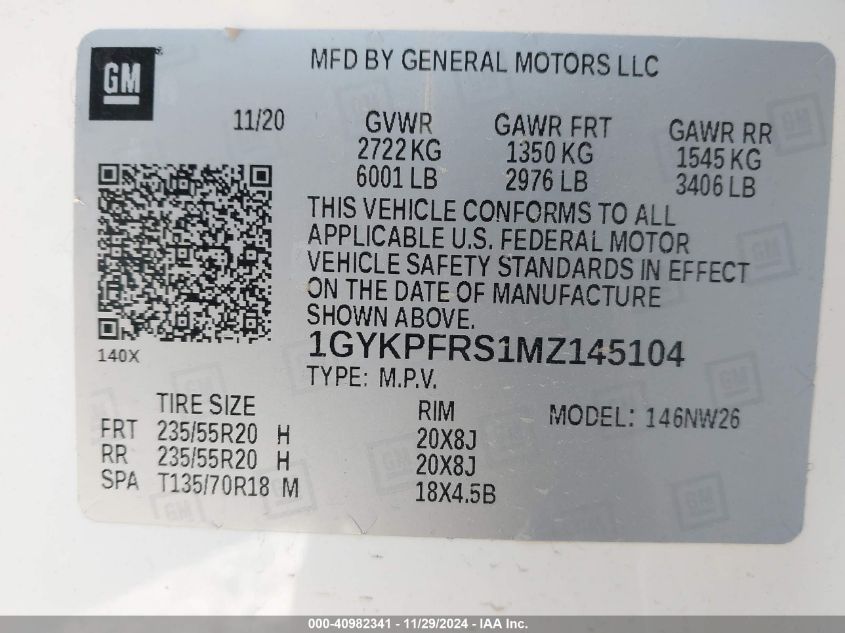 GM
MFD BY GENERAL MOTORS LLC
11/20 GVWR GAWR FRT GAWR RR
2722 KG 1350 KG 1545 KG
6001 LB 2976 LB 3406 LB
THIS VEHICLE CONFORMS TO ALL
APPLICABLE U.S. FEDERAL MOTOR
VEHICLE SAFETY STANDARDS IN EFFECT
ON THE DATE OF MANUFACTURE
SHOWN ABOVE.
1GYKPFRS1MZ145104
140X
TYPE: M.P.V.
TIRE SIZE RIM MODEL: 146NW26
FRT 235/55R20 H 20X8J
RR 235/55R20 H 20X8J
SPA T135/70R18 M 18X4.5B
000-40982341 - 11/29/2024 - IAA Inc.